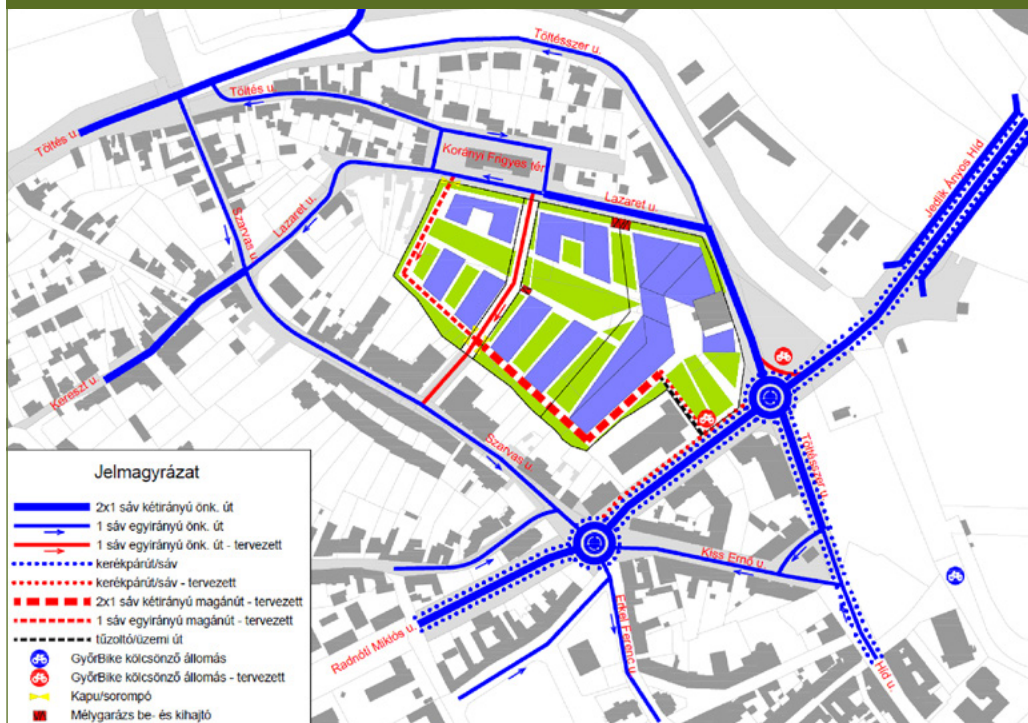 Töltésszer u.
Töltés u.
Töltés u.
Korányi Frigyes tér
Jedlik Ányos Híd
Lazaret u.
Szarvas u.
Lazaret u.
Kereszt u.
Szarvas u.
Töltésszer u.
Kiss Ernő u.
Erkel Ferenc u.
Radnóti Miklós u.
Híd u.
Jelmagyrázat
2x1 sáv kétirányú önk. út
1 sáv egyirányú önk. út
1 sáv egyirányú önk. út - tervezett
kerékpárút/sáv
kerékpárút/sáv - tervezett
2x1 sáv kétirányú magánút - tervezett
1 sáv egyirányú magánút - tervezett
tűzoltó/üzemi út
GyőrBike kölcsönző állomás
GyőrBike kölcsönző állomás - tervezett
Kapu/sorompó
Mélygarázs be- és kihajtó